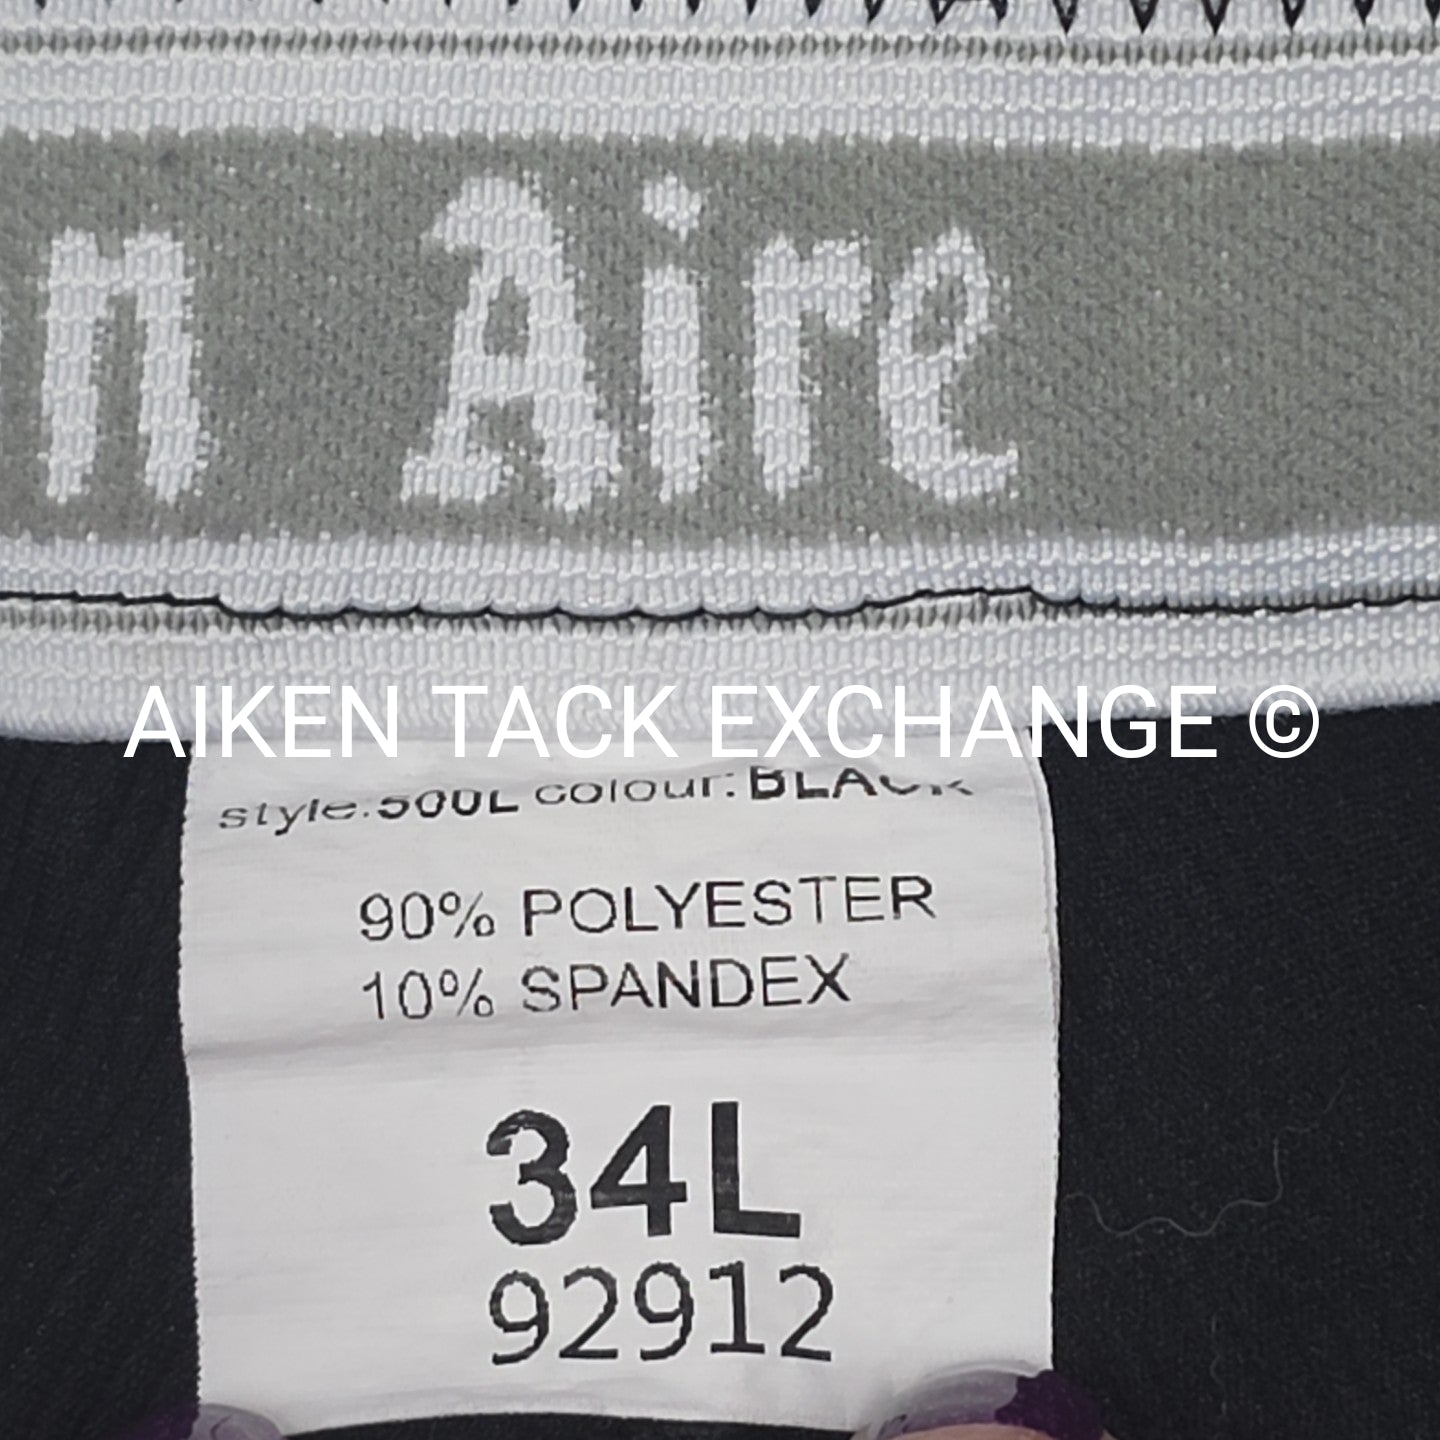 n Aire
AIKEN TACK EXCHANGE ©
style:500L colour: BLACK
90% POLYESTER
10% SPANDEX
34L
92912